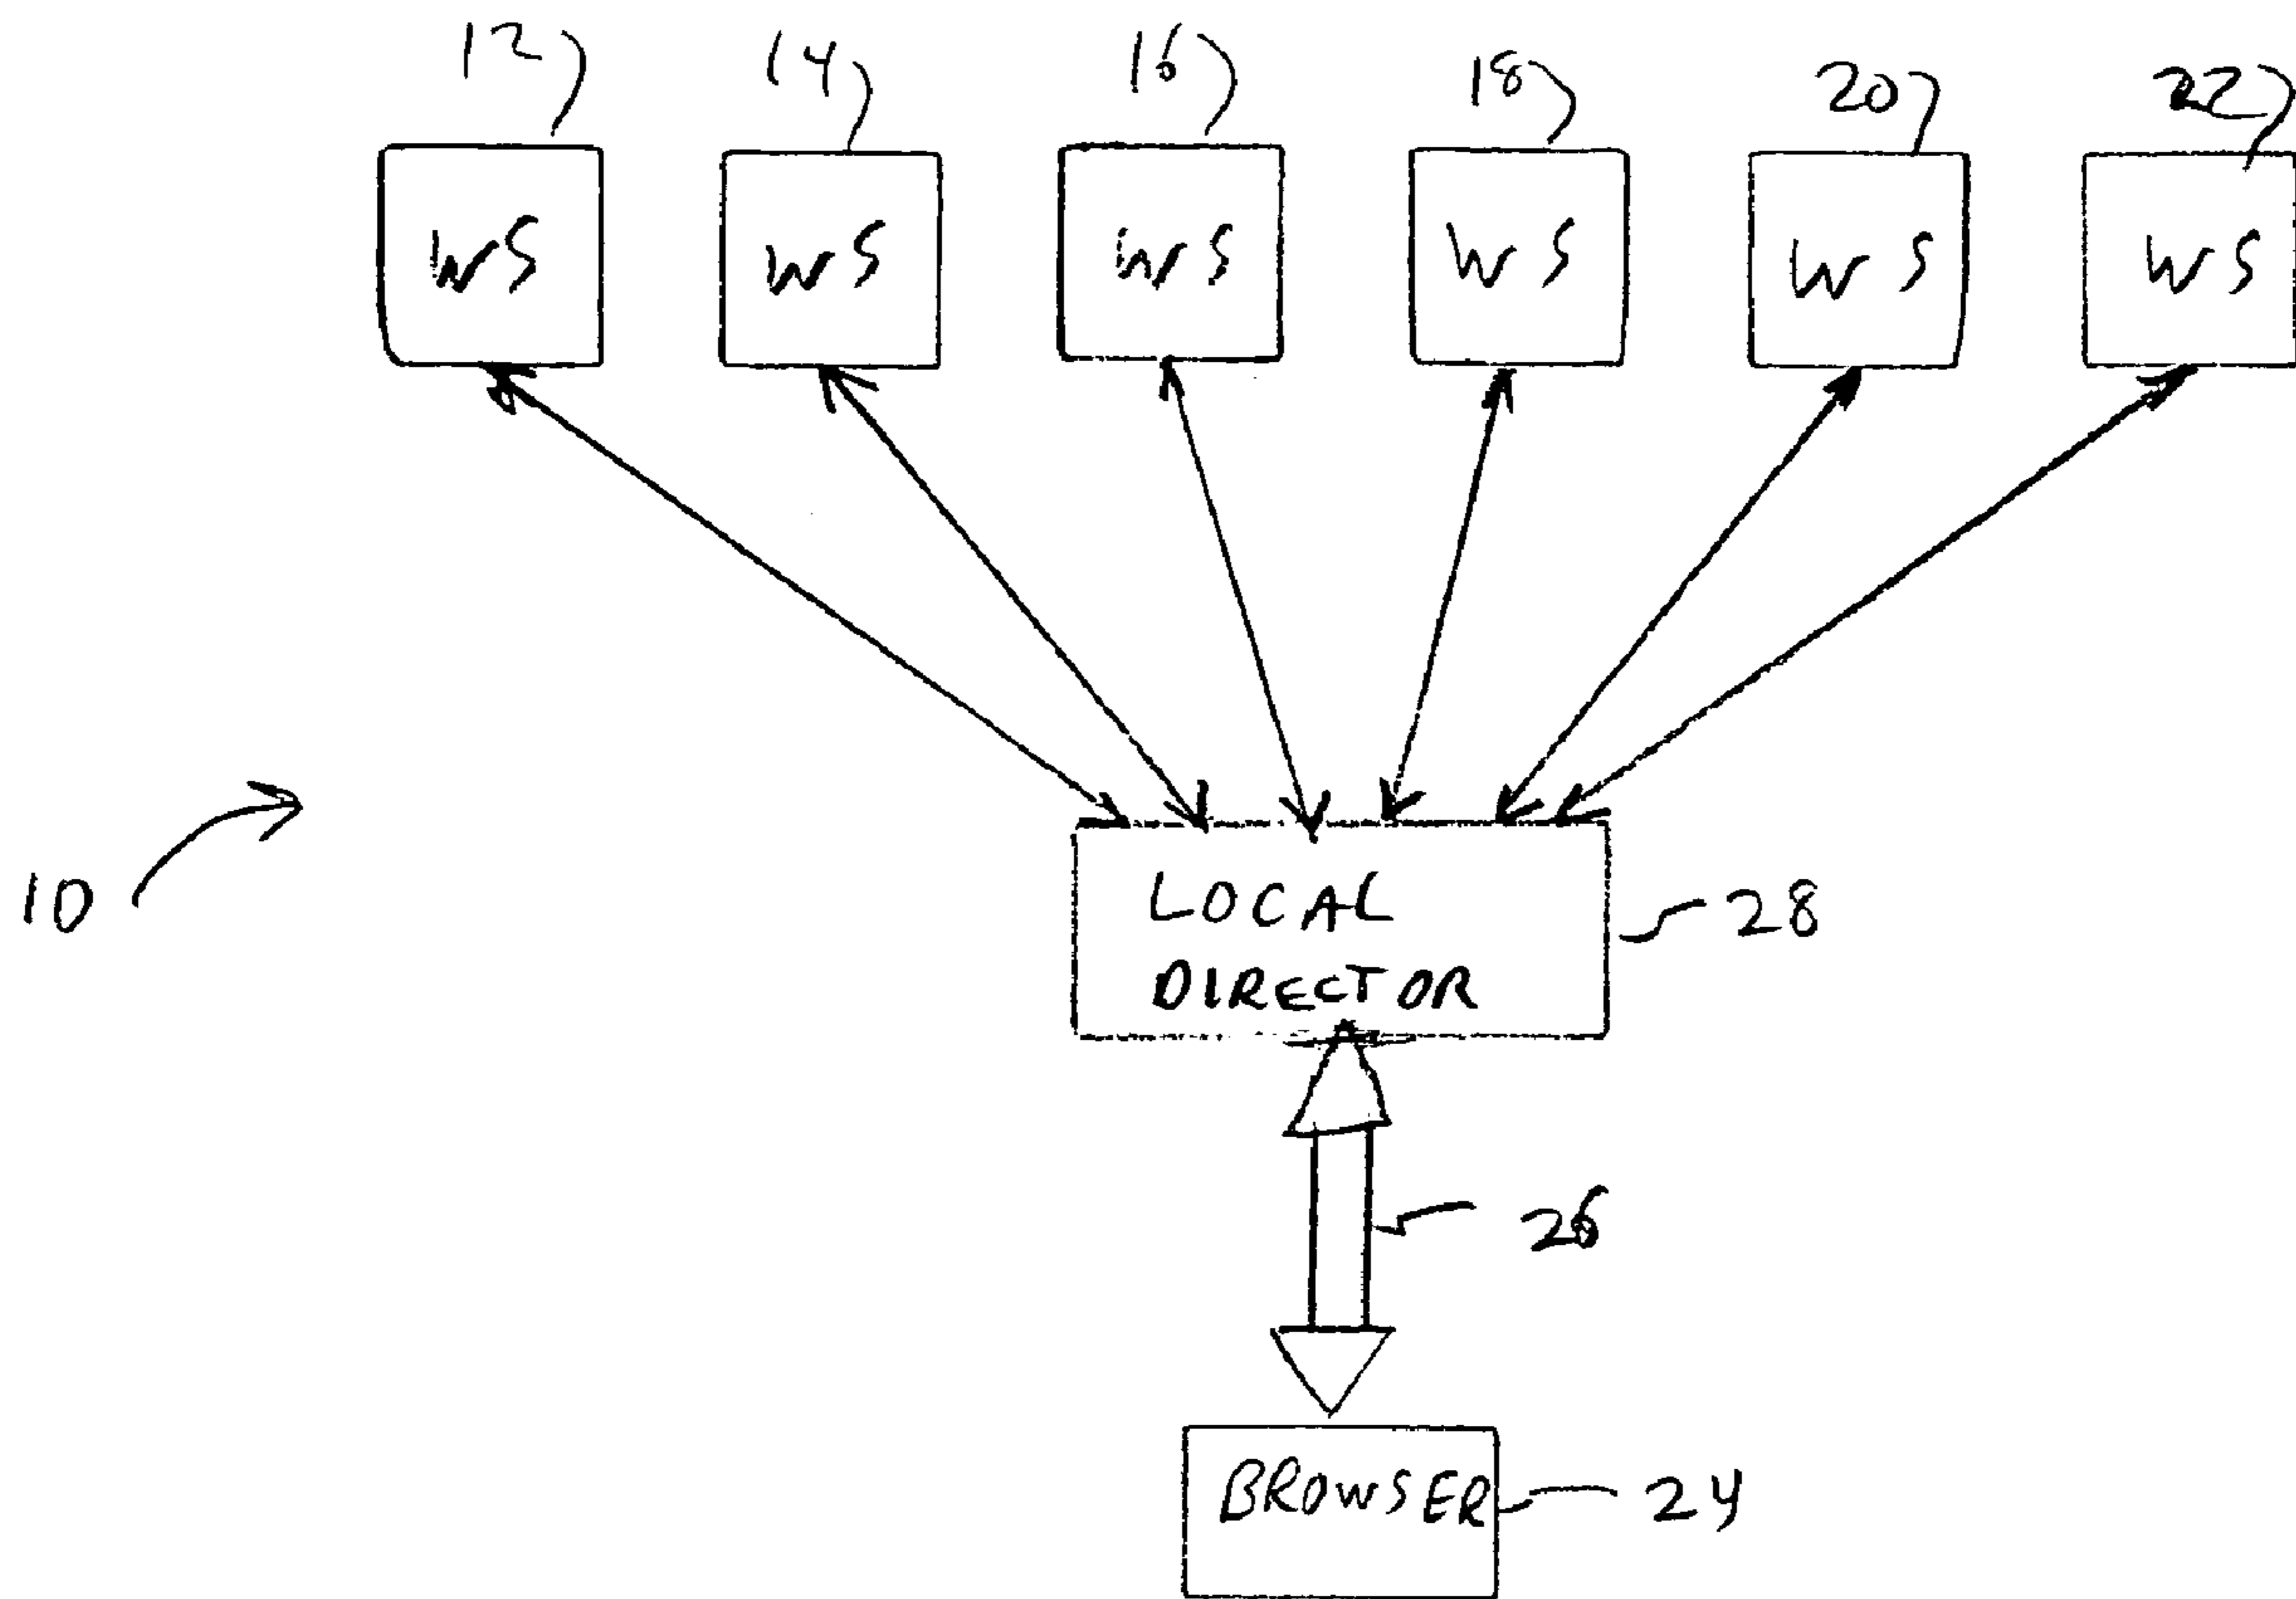 12 14 16 18 20 22
WS WS WS WS WS WS
10
LOCAL
DIRECTOR
28
26
BROWSER
24